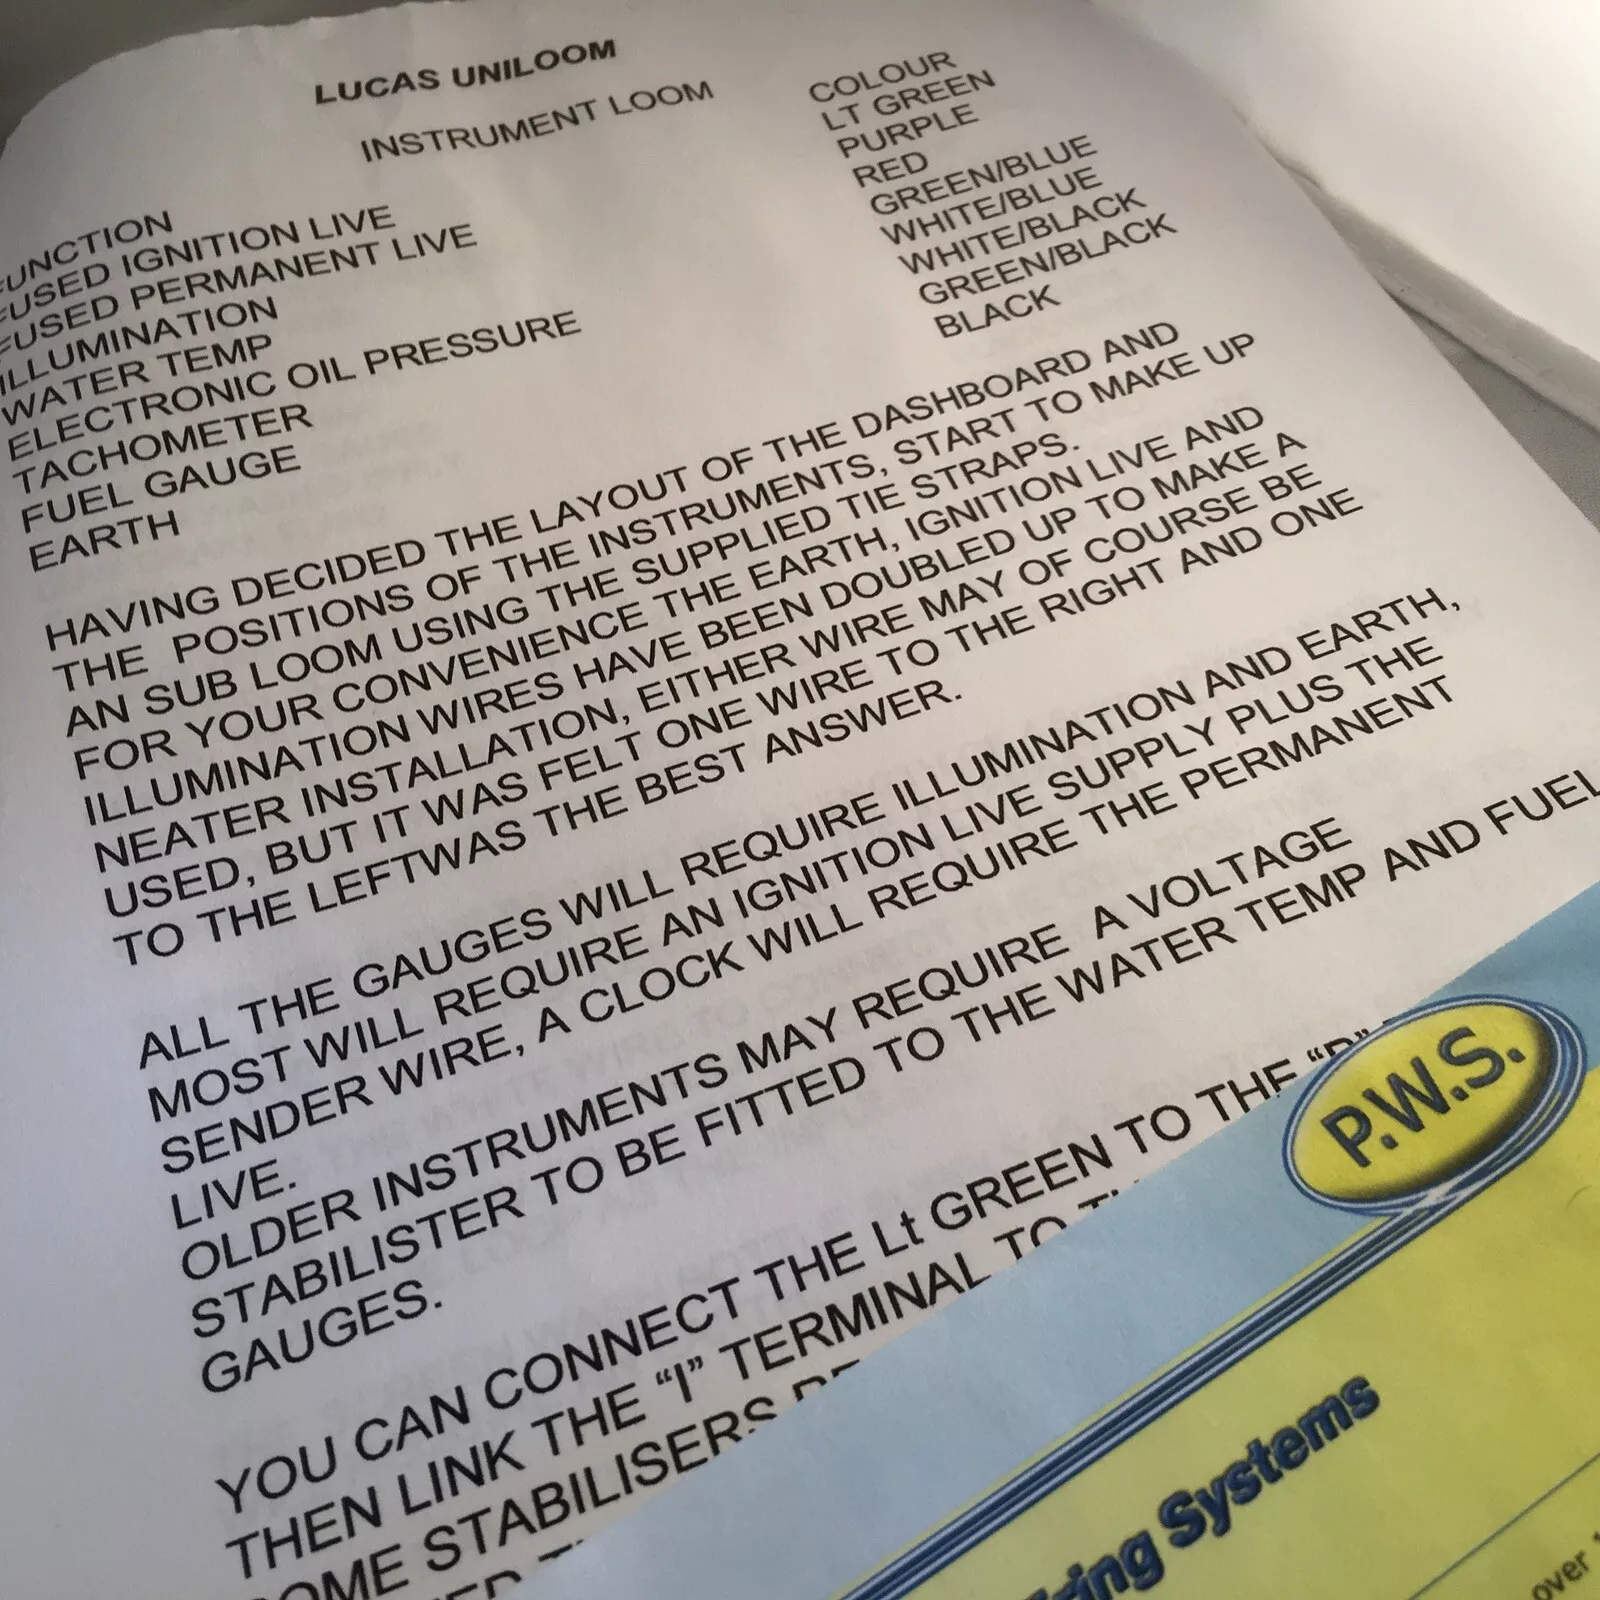 LUCAS UNILOOM
INSTRUMENT LOOM
FUNCTION COLOUR
FUSED IGNITION LIVE LT GREEN
FUSED PERMANENT LIVE PURPLE
ILLUMINATION RED
WATER TEMP GREEN/BLUE
ELECTRONIC OIL PRESSURE WHITE/BLUE
TACHOMETER WHITE/BLACK
FUEL GAUGE GREEN/BLACK
EARTH BLACK
HAVING DECIDED THE LAYOUT OF THE DASHBOARD AND
THE POSITIONS OF THE INSTRUMENTS, START TO MAKE UP
AN SUB LOOM USING THE SUPPLIED TIE STRAPS.
FOR YOUR CONVENIENCE THE EARTH, IGNITION LIVE AND
ILLUMINATION WIRES HAVE BEEN DOUBLED UP TO MAKE A
NEATER INSTALLATION, EITHER WIRE MAY OF COURSE BE
USED, BUT IT WAS FELT ONE WIRE TO THE RIGHT AND ONE
TO THE LEFTWAS THE BEST ANSWER.
ALL THE GAUGES WILL REQUIRE ILLUMINATION AND EARTH,
MOST WILL REQUIRE AN IGNITION LIVE SUPPLY PLUS THE
SENDER WIRE, A CLOCK WILL REQUIRE THE PERMANENT
LIVE.
OLDER INSTRUMENTS MAY REQUIRE A VOLTAGE
STABILISTER TO BE FITTED TO THE WATER TEMP AND FUEL
GAUGES.
YOU CAN CONNECT THE Lt GREEN TO THE
THEN LINK THE “I” TERMINAL TO
SOME STABILISERS
P.W.S.
Systems
over